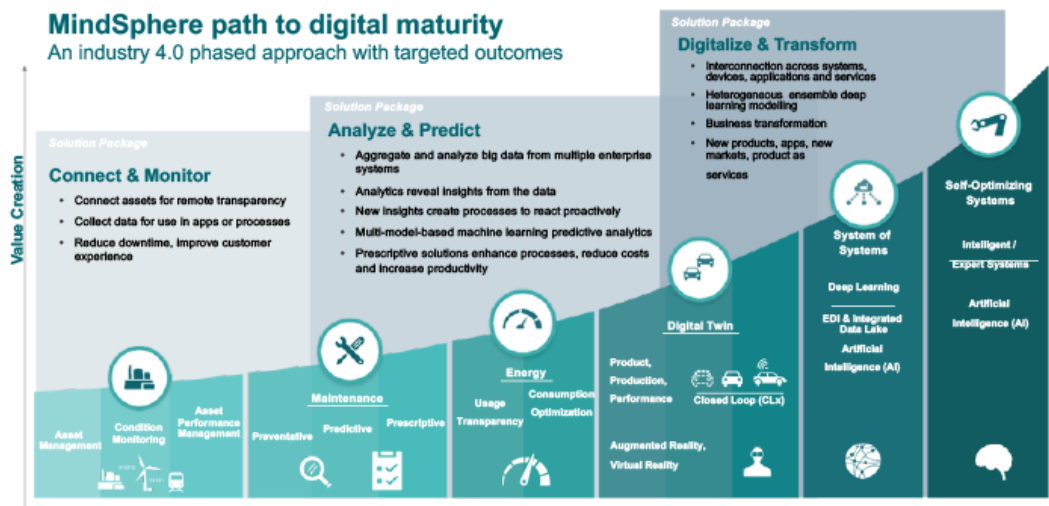 MindSphere path to digital maturity
An industry 4.0 phased approach with targeted outcomes
Value Creation
Solution Package
Connect & Monitor
• Connect assets for remote transparency
• Collect data for use in apps or processes
• Reduce downtime, improve customer
experience
Solution Package
Analyze & Predict
• Aggregate and analyze big data from multiple enterprise
systems
• Analytics reveal insights from the data
• New insights create processes to react proactively
• Multi-model-based machine learning predictive analytics
• Prescriptive solutions enhance processes, reduce costs
and increase productivity
Solution Package
Digitalize & Transform
• Interconnection across systems,
devices, applications and services
• Heterogeneous ensemble deep
learning modelling
• Business transformation
• New products, apps, new
markets, product as
services
Asset
Management
Condition
Monitoring
Asset
Performance
Management
Maintenance
Preventative
Predictive
Prescriptive
Energy
Usage
Transparency
Consumption
Optimization
Digital Twin
Product,
Production,
Performance
Closed Loop (CLx)
Augmented Reality,
Virtual Reality
System of
Systems
Deep Learning
EDI & Integrated
Data Lake
Artificial
Intelligence (AI)
Self-Optimizing
Systems
Intelligent /
Expert Systems
Artificial
Intelligence (AI)